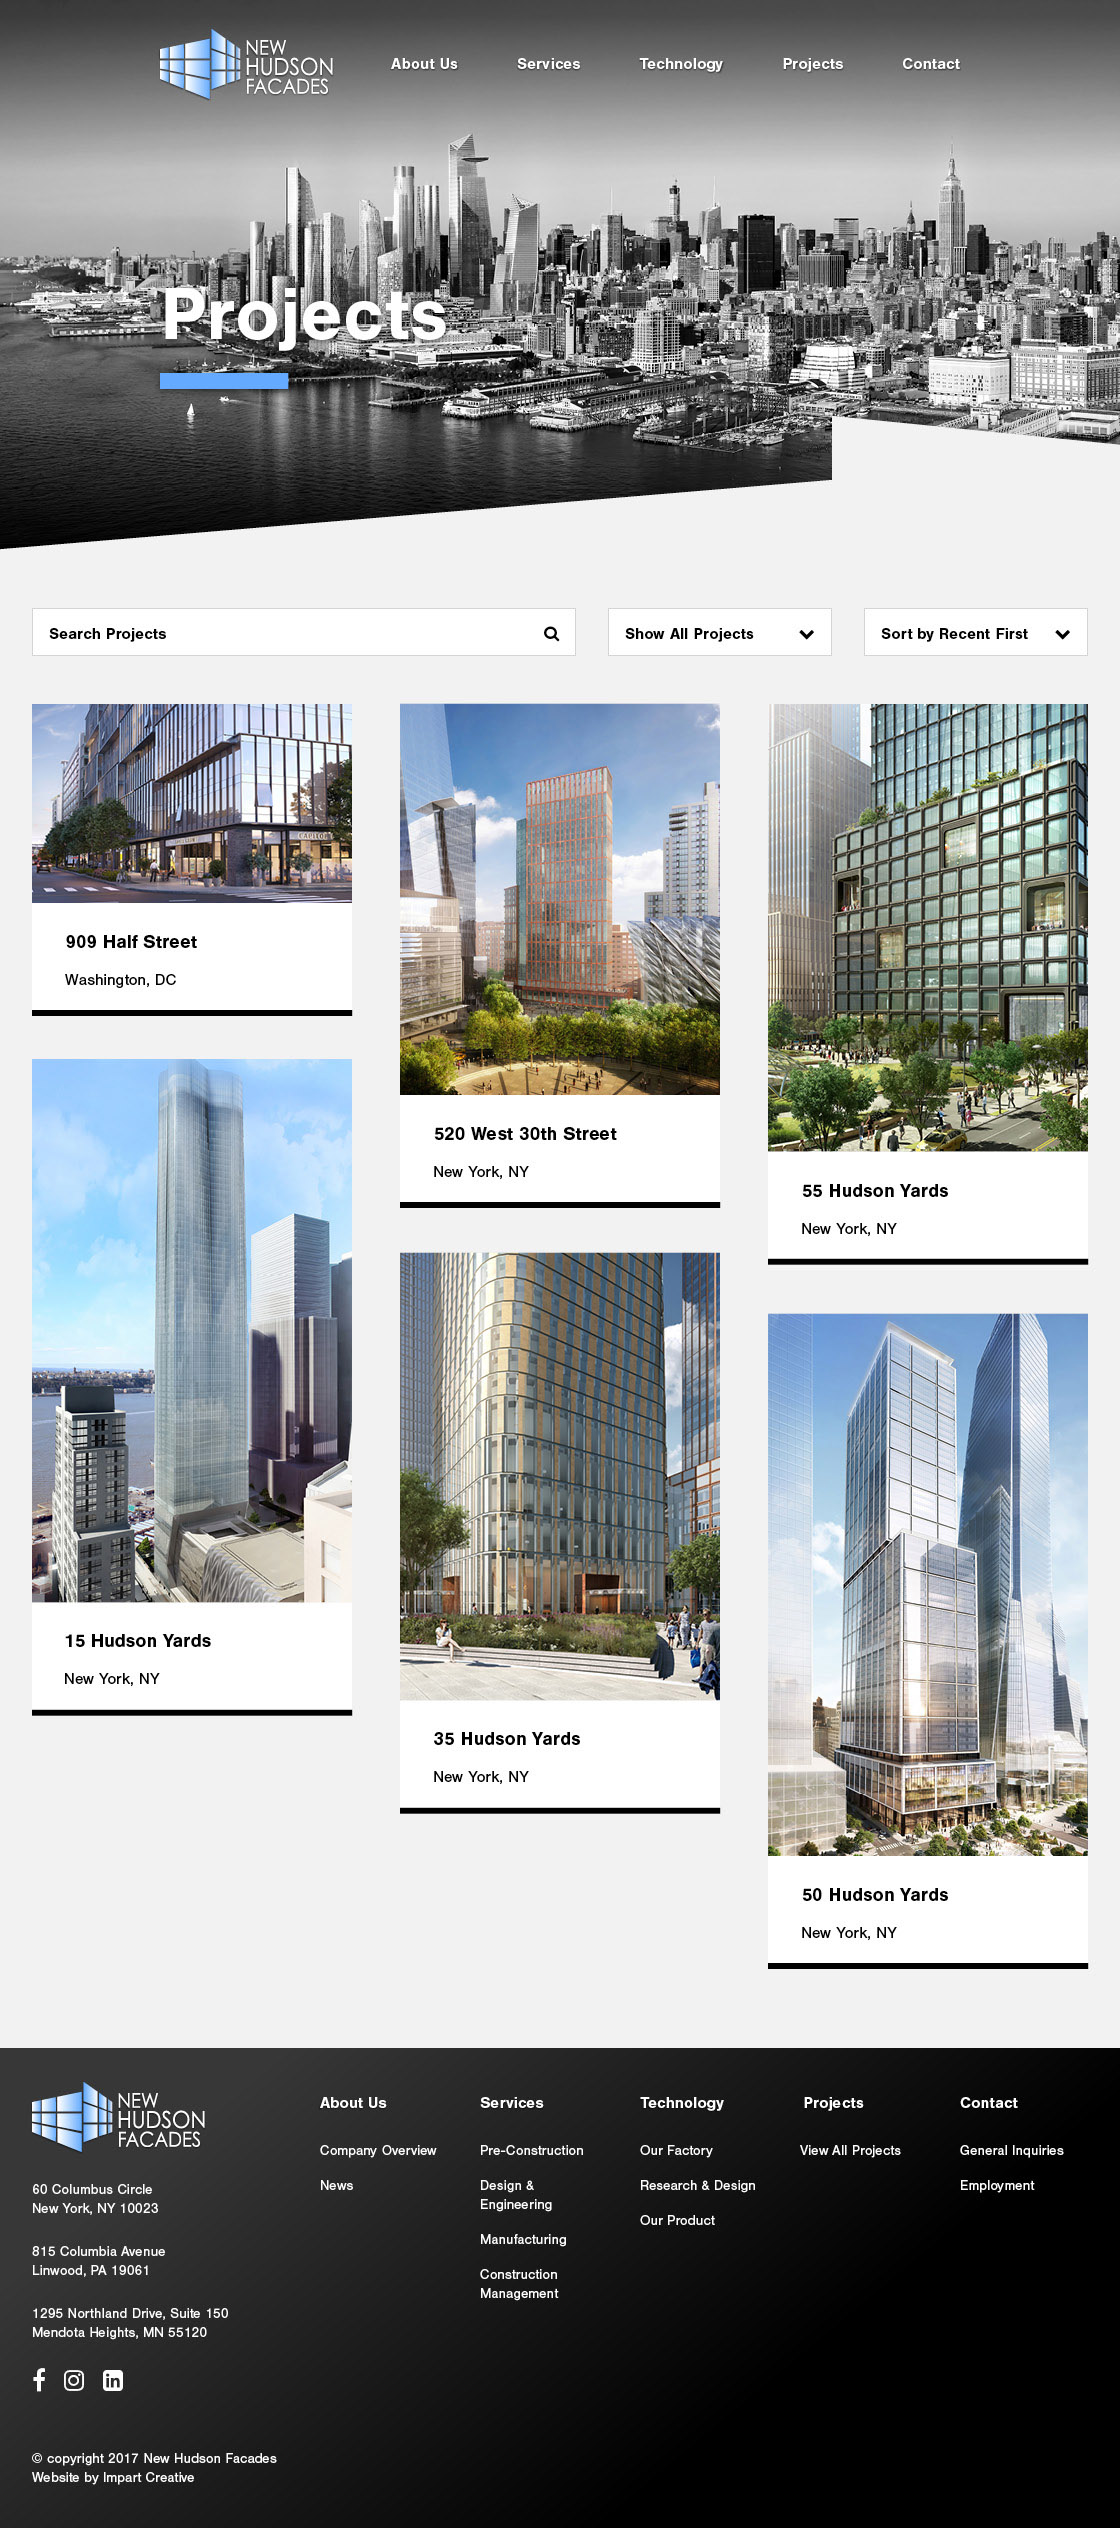 NEW
HUDSON
FACADES
About Us
Services
Technology
Projects
Contact
Projects
Search Projects
Show All Projects
Sort by Recent First
909 Half Street
Washington, DC
520 West 30th Street
New York, NY
55 Hudson Yards
New York, NY
15 Hudson Yards
New York, NY
35 Hudson Yards
New York, NY
50 Hudson Yards
New York, NY
NEW
HUDSON
FACADES
60 Columbus Circle
New York, NY 10023
815 Columbia Avenue
Linwood, PA 19061
1295 Northland Drive, Suite 150
Mendota Heights, MN 55120
About Us
Company Overview
News
Services
Pre-Construction
Design &
Engineering
Manufacturing
Construction
Management
Technology
Our Factory
Research & Design
Our Product
Projects
View All Projects
Contact
General Inquiries
Employment
© copyright 2017 New Hudson Facades
Website by Impart Creative